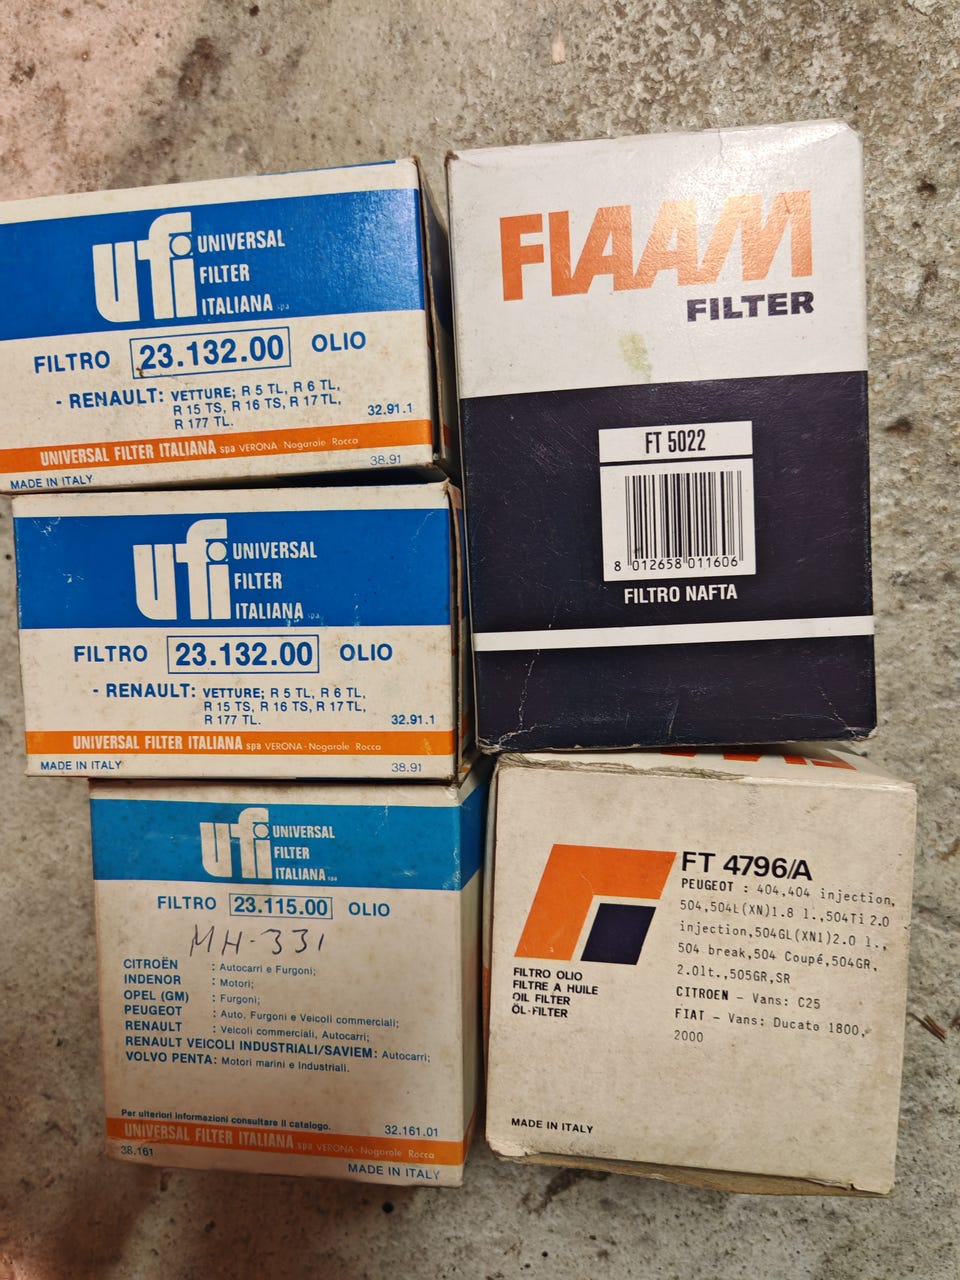 ufi UNIVERSAL
FILTER
ITALIANA spa
FILTRO 23.132.00 OLIO
- RENAULT: VETTURE; R 5 TL, R 6 TL,
R 15 TS, R 16 TS, R 17 TL,
R 177 TL.
32.91.1
UNIVERSAL FILTER ITALIANA spa VERONA - Nogarole Rocca
MADE IN ITALY
38.91
ufi UNIVERSAL
FILTER
ITALIANA spa
FILTRO 23.132.00 OLIO
- RENAULT: VETTURE; R 5 TL, R 6 TL,
R 15 TS, R 16 TS, R 17 TL,
R 177 TL.
32.91.1
UNIVERSAL FILTER ITALIANA spa VERONA - Nogarole Rocca
MADE IN ITALY
38.91
ufi UNIVERSAL
FILTER
ITALIANA spa
FILTRO 23.115.00 OLIO
MH-331
CITROËN : Autocarri e Furgoni;
INDENOR : Motori;
OPEL (GM) : Furgoni;
PEUGEOT : Auto, Furgoni e Veicoli commerciali;
RENAULT : Veicoli commerciali, Autocarri;
RENAULT VEICOLI INDUSTRIALI/SAVIEM: Autocarri;
VOLVO PENTA: Motori marini e Industriali.
Per ulteriori informazioni consultare il catalogo.
32.161.01
UNIVERSAL FILTER ITALIANA spa VERONA - Nogarole Rocca
38.161
MADE IN ITALY
FIAAM
FILTER
FT 5022
8 012658 011606
FILTRO NAFTA
FT 4796/A
PEUGEOT : 404,404 injection,
504,504L(XN)1.8 l.,504Ti 2.0
injection,504GL(XN1)2.0 l.,
504 break,504 Coupé,504GR,
2.0lt.,505GR,SR
CITROEN - Vans: C25
FIAT - Vans: Ducato 1800,
2000
FILTRO OLIO
FILTRE A HUILE
OIL FILTER
ÖL-FILTER
MADE IN ITALY